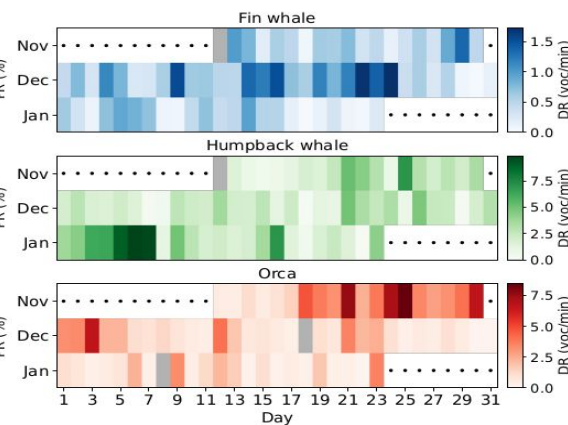 Fin whale
Nov
Dec
Jan
1.5
1.0
0.5
0.0
DR (voc/min)
Humpback whale
Nov
Dec
Jan
7.5
5.0
2.5
0.0
DR (voc/min)
Orca
Nov
Dec
Jan
7.5
5.0
2.5
0.0
DR (voc/min)
1 3 5 7 9 11 13 15 17 19 21 23 25 27 29 31
Day